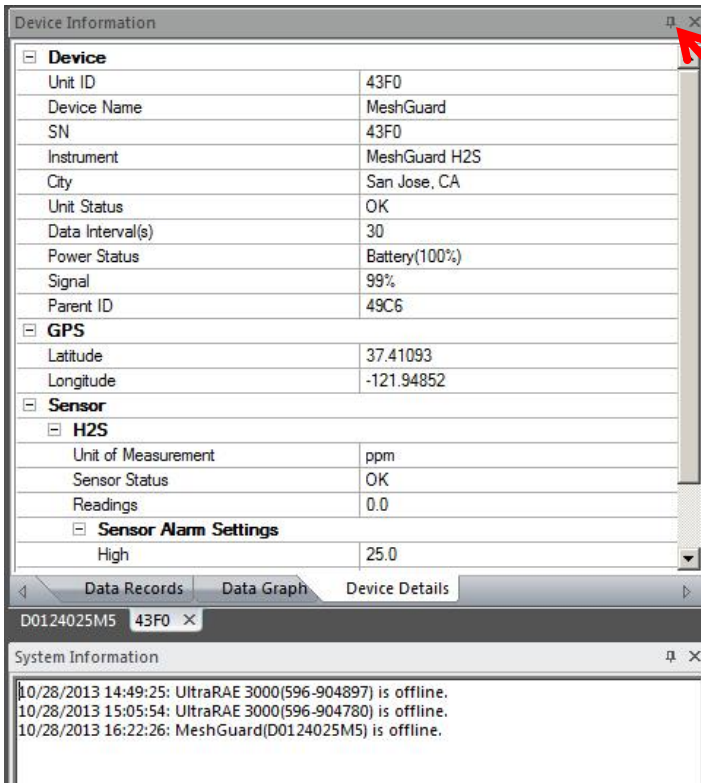 Device Information
Device
Unit ID 43F0
Device Name MeshGuard
SN 43F0
Instrument MeshGuard H2S
City San Jose, CA
Unit Status OK
Data Interval(s) 30
Power Status Battery(100%)
Signal 99%
Parent ID 49C6
GPS
Latitude 37.41093
Longitude -121.94852
Sensor
H2S
Unit of Measurement ppm
Sensor Status OK
Readings 0.0
Sensor Alarm Settings
High 25.0
Data Records Data Graph Device Details
D0124025M5 43F0
System Information
10/28/2013 14:49:25: UltraRAE 3000(596-904897) is offline.
10/28/2013 15:05:54: UltraRAE 3000(596-904780) is offline.
10/28/2013 16:22:26: MeshGuard(D0124025M5) is offline.